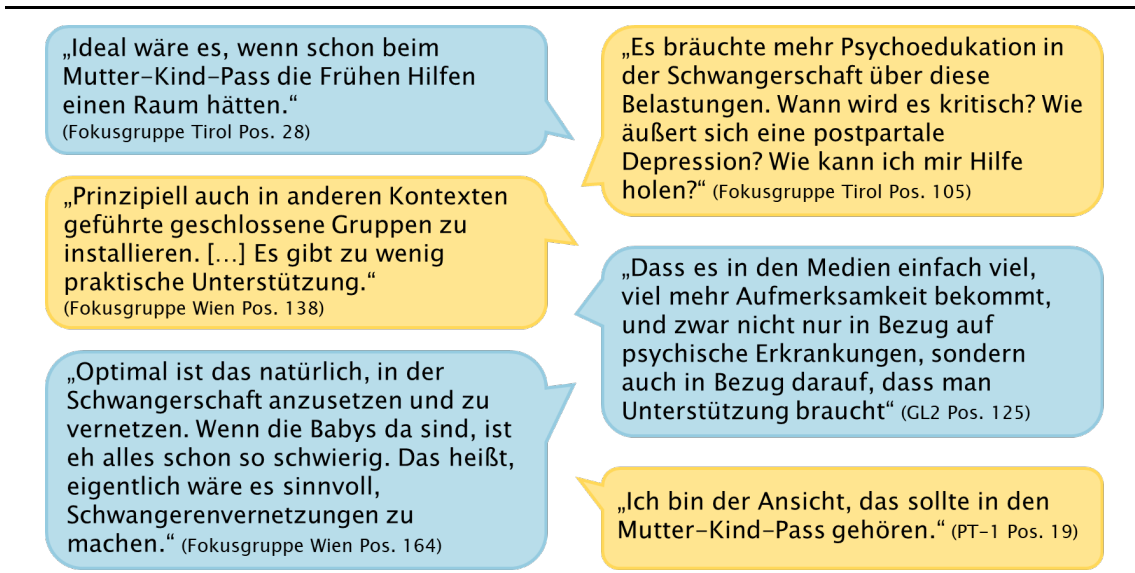 „Ideal wäre es, wenn schon beim
Mutter-Kind-Pass die Frühen Hilfen
einen Raum hätten.“
(Fokusgruppe Tirol Pos. 28)
„Es bräuchte mehr Psychoedukation in
der Schwangerschaft über diese
Belastungen. Wann wird es kritisch? Wie
äußert sich eine postpartale
Depression? Wie kann ich mir Hilfe
holen?“ (Fokusgruppe Tirol Pos. 105)
„Prinzipiell auch in anderen Kontexten
geführte geschlossene Gruppen zu
installieren. […] Es gibt zu wenig
praktische Unterstützung.“
(Fokusgruppe Wien Pos. 138)
„Dass es in den Medien einfach viel,
viel mehr Aufmerksamkeit bekommt,
und zwar nicht nur in Bezug auf
psychische Erkrankungen, sondern
auch in Bezug darauf, dass man
Unterstützung braucht“ (GL2 Pos. 125)
„Optimal ist das natürlich, in der
Schwangerschaft anzusetzen und zu
vernetzen. Wenn die Babys da sind, ist
eh alles schon so schwierig. Das heißt,
eigentlich wäre es sinnvoll,
Schwangerenvernetzungen zu
machen.“ (Fokusgruppe Wien Pos. 164)
„Ich bin der Ansicht, das sollte in den
Mutter-Kind-Pass gehören.“ (PT-1 Pos. 19)